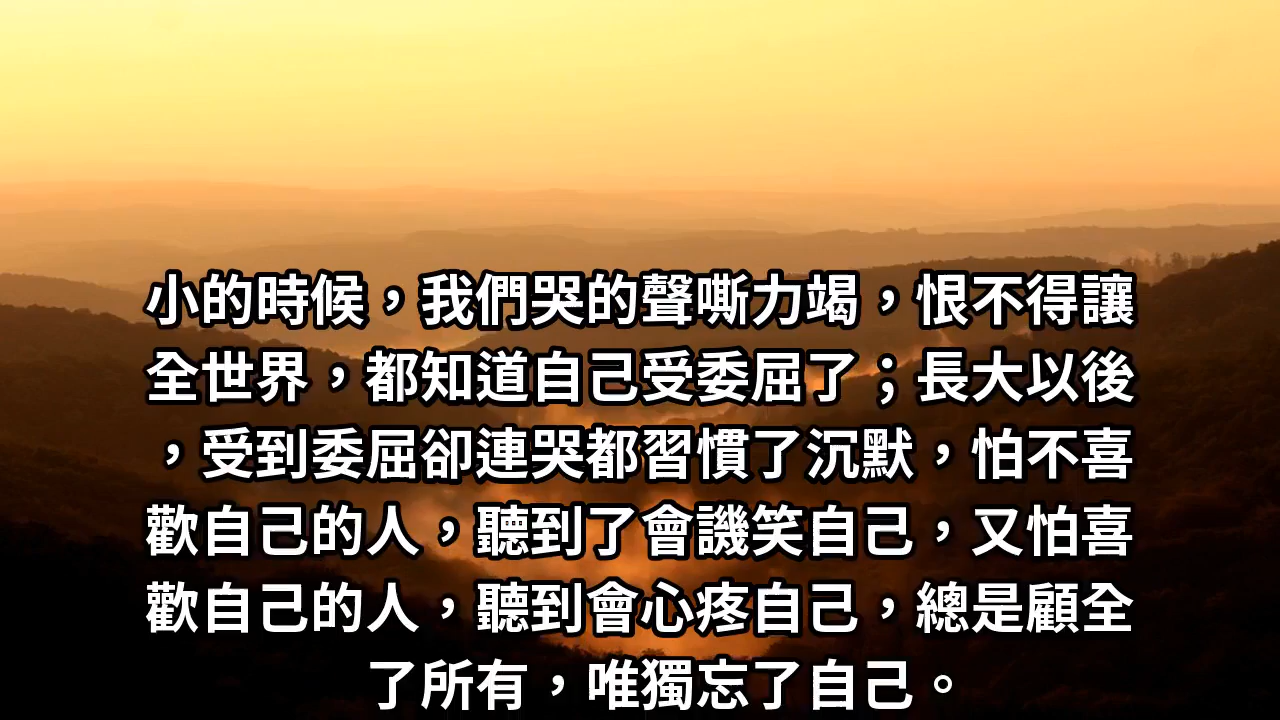 小的時候，我們哭的聲嘶力竭，恨不得讓
全世界，都知道自己受委屈了；長大以後
，受到委屈卻連哭都習慣了沉默，怕不喜
歡自己的人，聽到了會譏笑自己，又怕喜
歡自己的人，聽到會心疼自己，總是顧全
了所有，唯獨忘了自己。